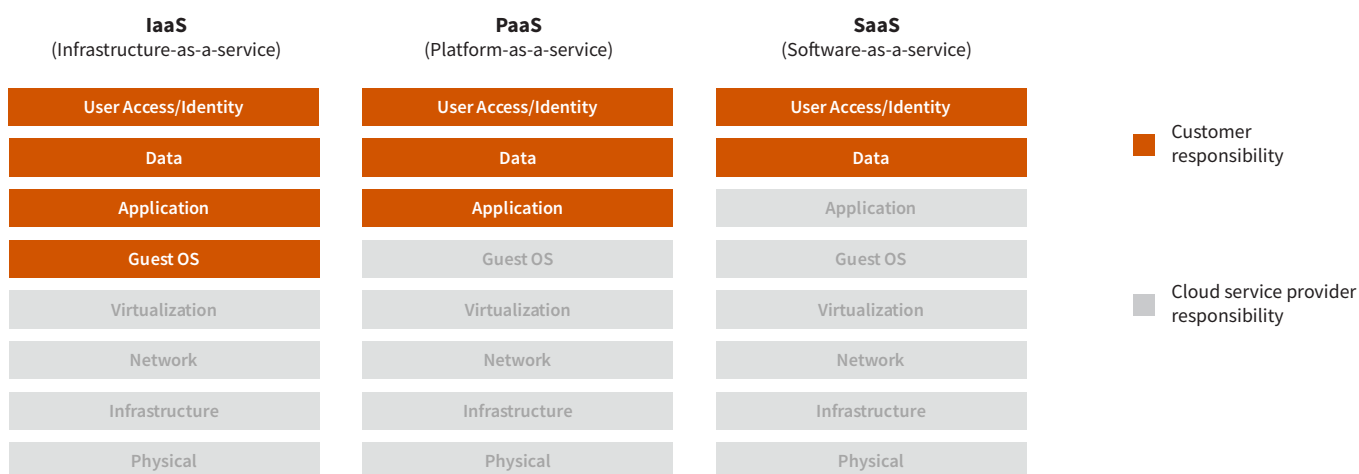 IaaS
(Infrastructure-as-a-service)
User Access/Identity
Data
Application
Guest OS
Virtualization
Network
Infrastructure
Physical
PaaS
(Platform-as-a-service)
User Access/Identity
Data
Application
Guest OS
Virtualization
Network
Infrastructure
Physical
SaaS
(Software-as-a-service)
User Access/Identity
Data
Application
Guest OS
Virtualization
Network
Infrastructure
Physical
Customer
responsibility
Cloud service provider
responsibility